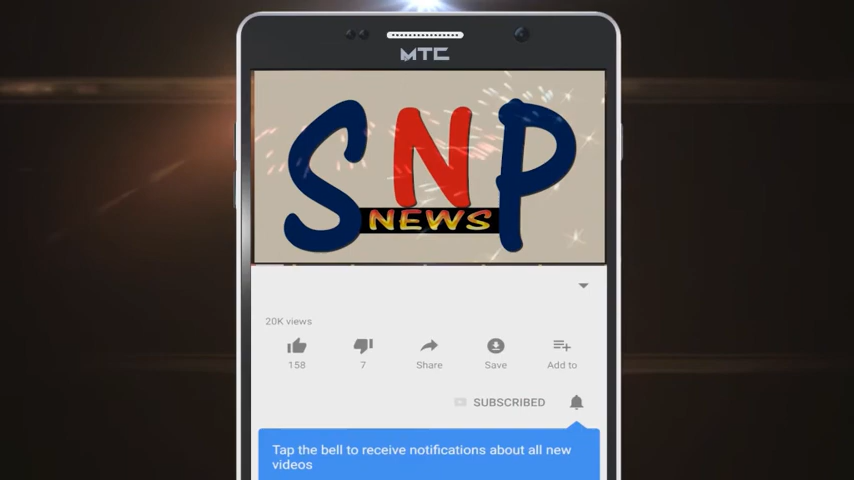 MTC
SNP
NEWS
20K views
158
7
Share
Save
Add to
SUBSCRIBED
Tap the bell to receive notifications about all new
videos